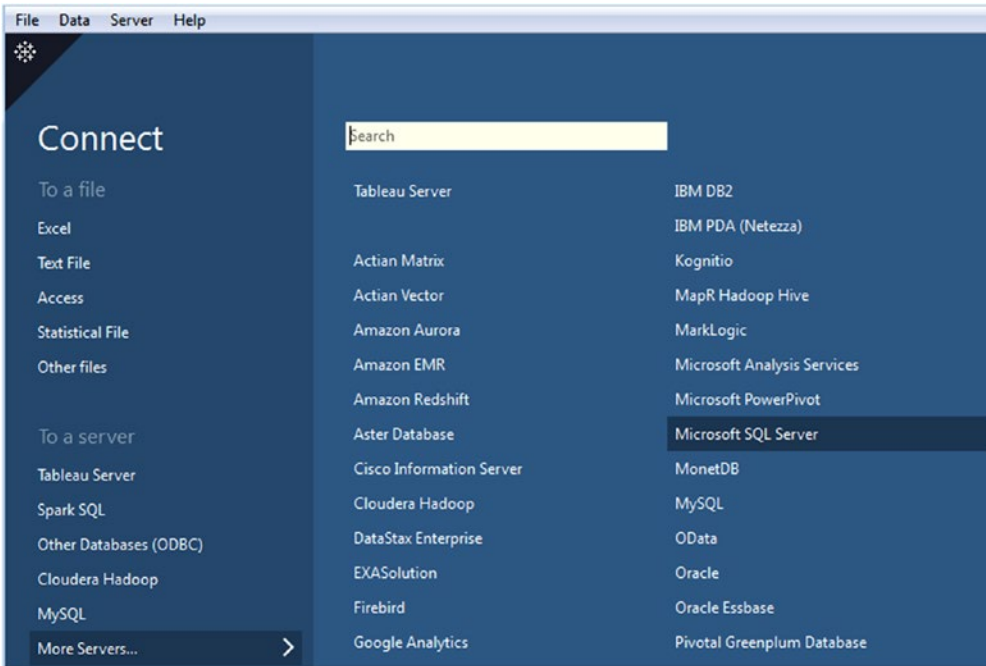 File Data Server Help
Connect
To a file
Excel
Text File
Access
Statistical File
Other files
To a server
Tableau Server
Spark SQL
Other Databases (ODBC)
Cloudera Hadoop
MySQL
More Servers...
Search
Tableau Server
Actian Matrix
Actian Vector
Amazon Aurora
Amazon EMR
Amazon Redshift
Aster Database
Cisco Information Server
Cloudera Hadoop
DataStax Enterprise
EXASolution
Firebird
Google Analytics
IBM DB2
IBM PDA (Netezza)
Kognitio
MapR Hadoop Hive
MarkLogic
Microsoft Analysis Services
Microsoft PowerPivot
Microsoft SQL Server
MonetDB
MySQL
OData
Oracle
Oracle Essbase
Pivotal Greenplum Database